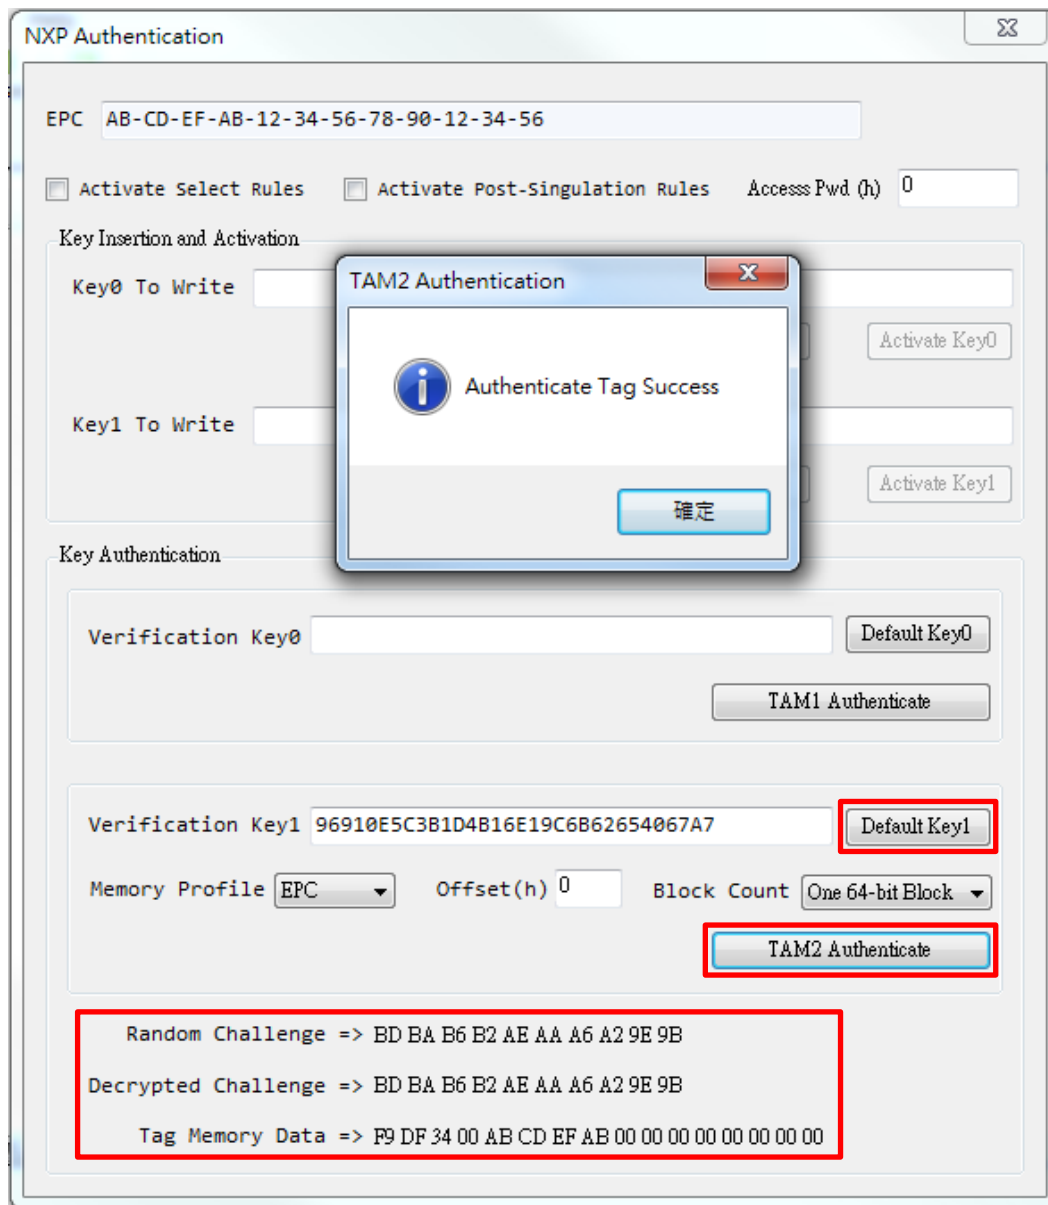 NXP Authentication
EPC AB-CD-EF-AB-12-34-56-78-90-12-34-56
Activate Select Rules Activate Post-Singulation Rules Accesss Pwd (h) 0
Key Insertion and Activation
Key0 To Write
TAM2 Authentication
Activate Key0
Authenticate Tag Success
Key1 To Write
Activate Key1
確定
Key Authentication
Verification Key0 Default Key0
TAM1 Authenticate
Verification Key1 96910E5C3B1D4B16E19C6B62654067A7 Default Key1
Memory Profile EPC Offset(h) 0 Block Count One 64-bit Block
TAM2 Authenticate
Random Challenge => BD BA B6 B2 AE AA A6 A2 9E 9B
Decrypted Challenge => BD BA B6 B2 AE AA A6 A2 9E 9B
Tag Memory Data => F9 DF 34 00 AB CD EF AB 00 00 00 00 00 00 00 00